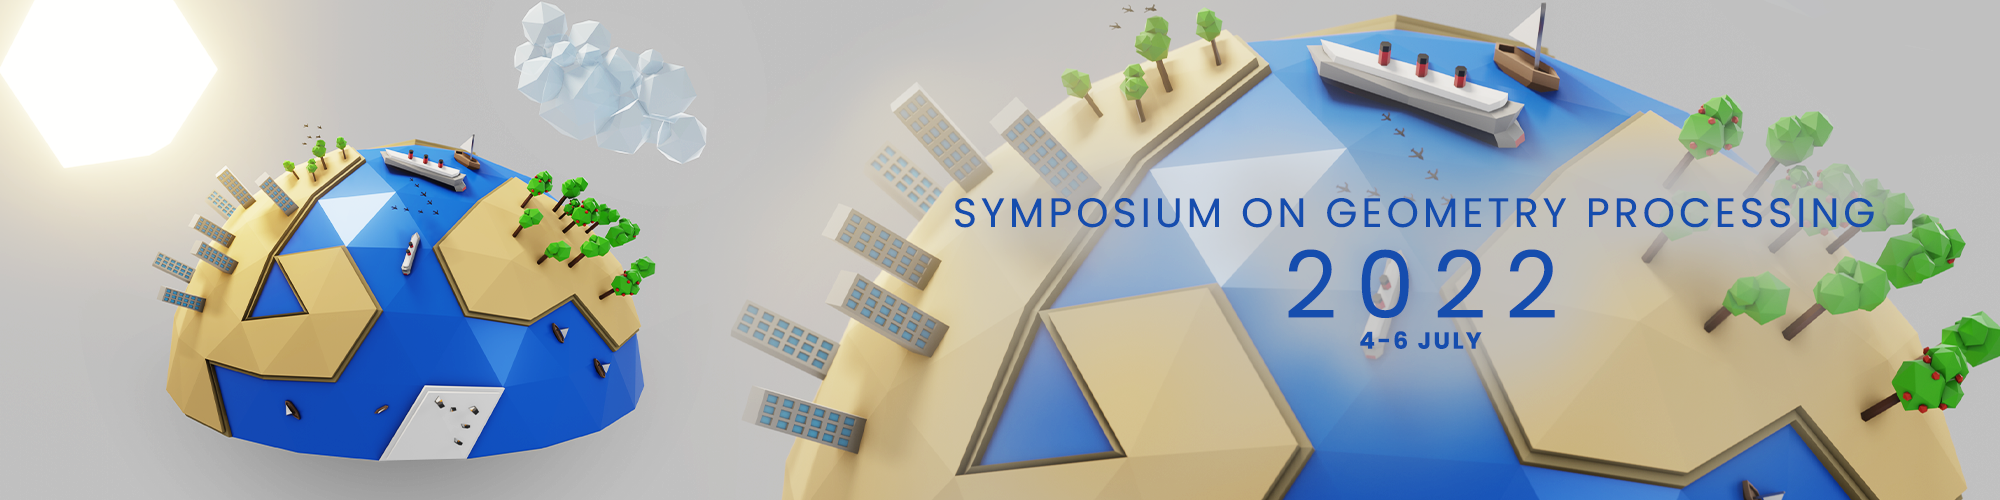 SYMPOSIUM ON GEOMETRY PROCESSING
2022
4-6 JULY